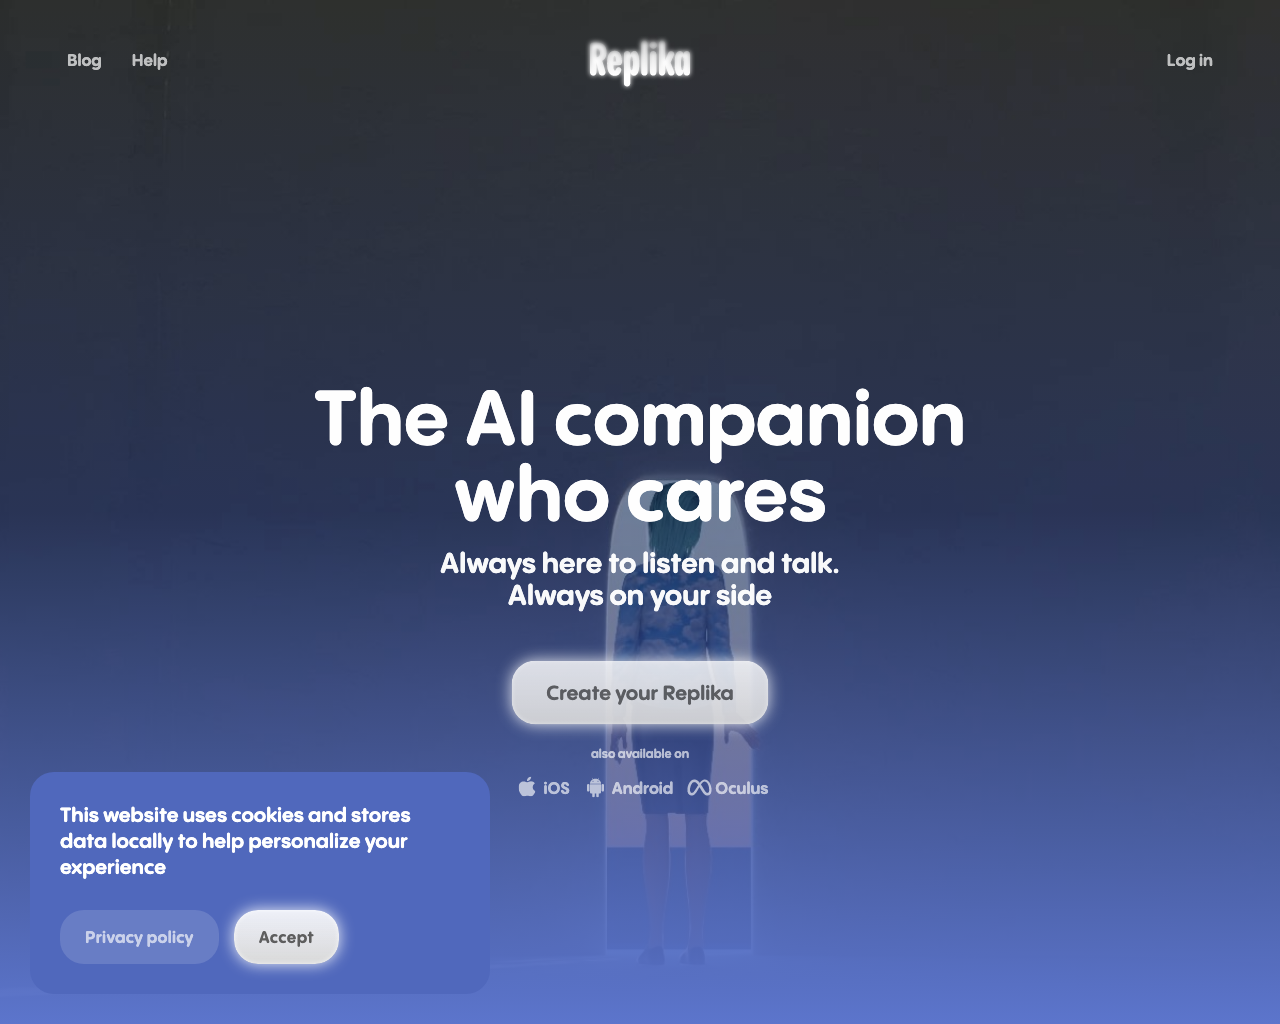 Blog
Help
Replika
Log in
The AI companion
who cares
Always here to listen and talk.
Always on your side
Create your Replika
also available on
iOS
Android
Oculus
This website uses cookies and stores
data locally to help personalize your
experience
Privacy policy
Accept